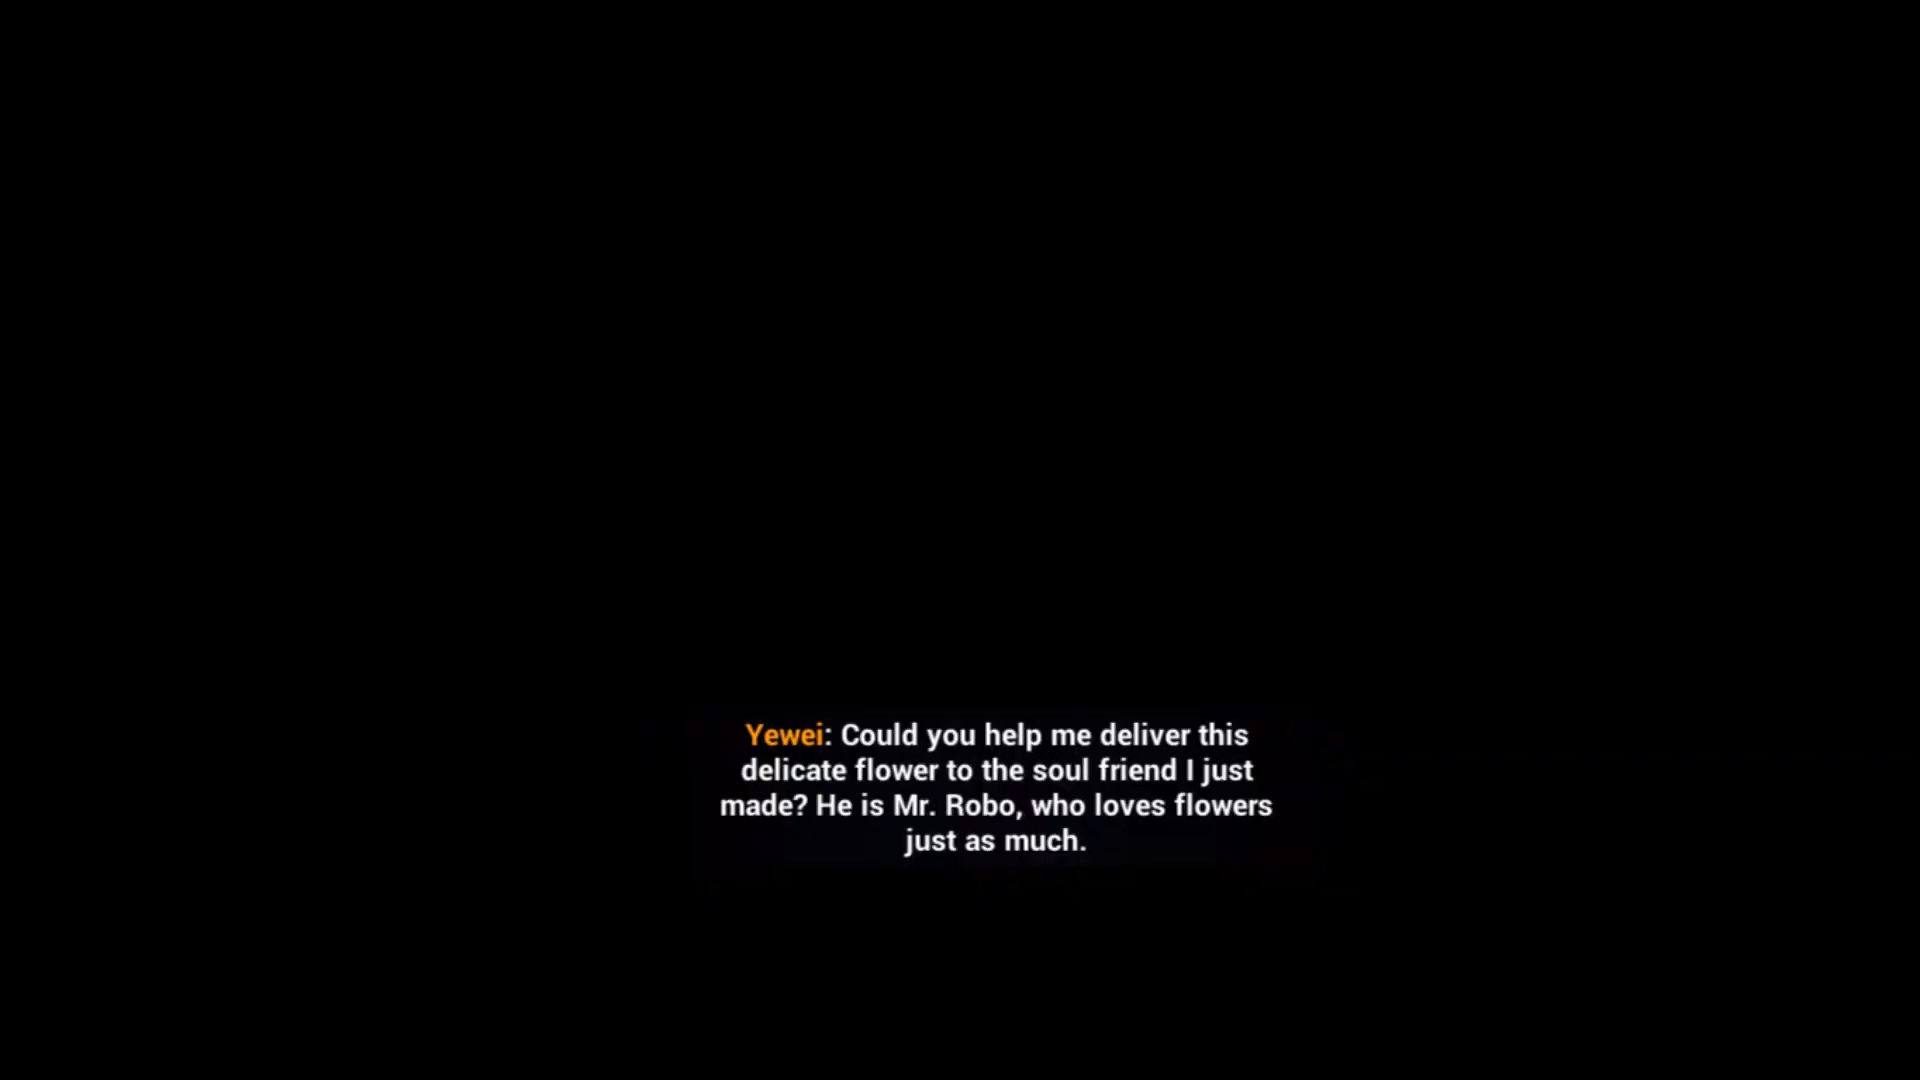 Yewei: Could you help me deliver this
delicate flower to the soul friend I just
made? He is Mr. Robo, who loves flowers
just as much.